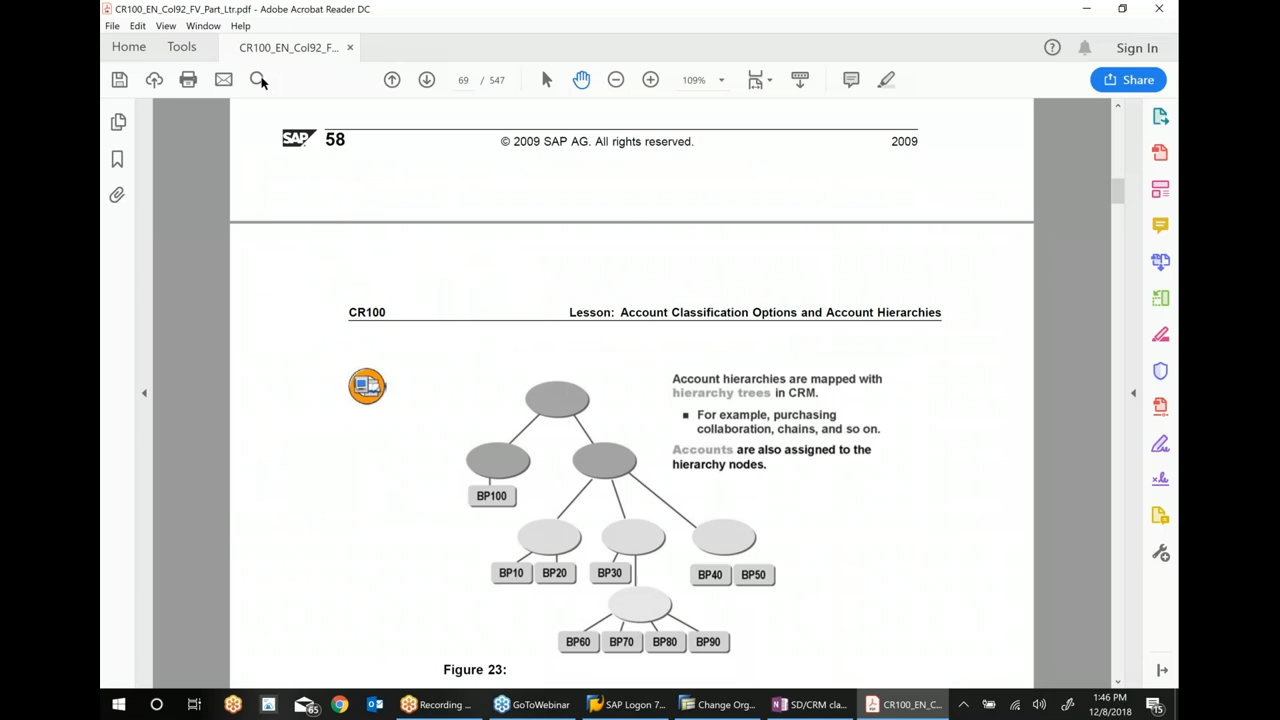 CR100_EN_Col92_FV_Part_Ltr.pdf - Adobe Acrobat Reader DC
File Edit View Window Help
Home Tools CR100_EN_Col92_F... × Sign In
69 / 547 109% Share
SAP 58 © 2009 SAP AG. All rights reserved. 2009
CR100 Lesson: Account Classification Options and Account Hierarchies
Account hierarchies are mapped with
hierarchy trees in CRM.
For example, purchasing
collaboration, chains, and so on.
Accounts are also assigned to the
hierarchy nodes.
BP100
BP10 BP20 BP30 BP40 BP50
BP60 BP70 BP80 BP90
Figure 23:
65 Recording ... GoToWebinar SAP Logon 7... Change Org... SD/CRM cla... CR100_EN_C... 1:46 PM
12/8/2018 15